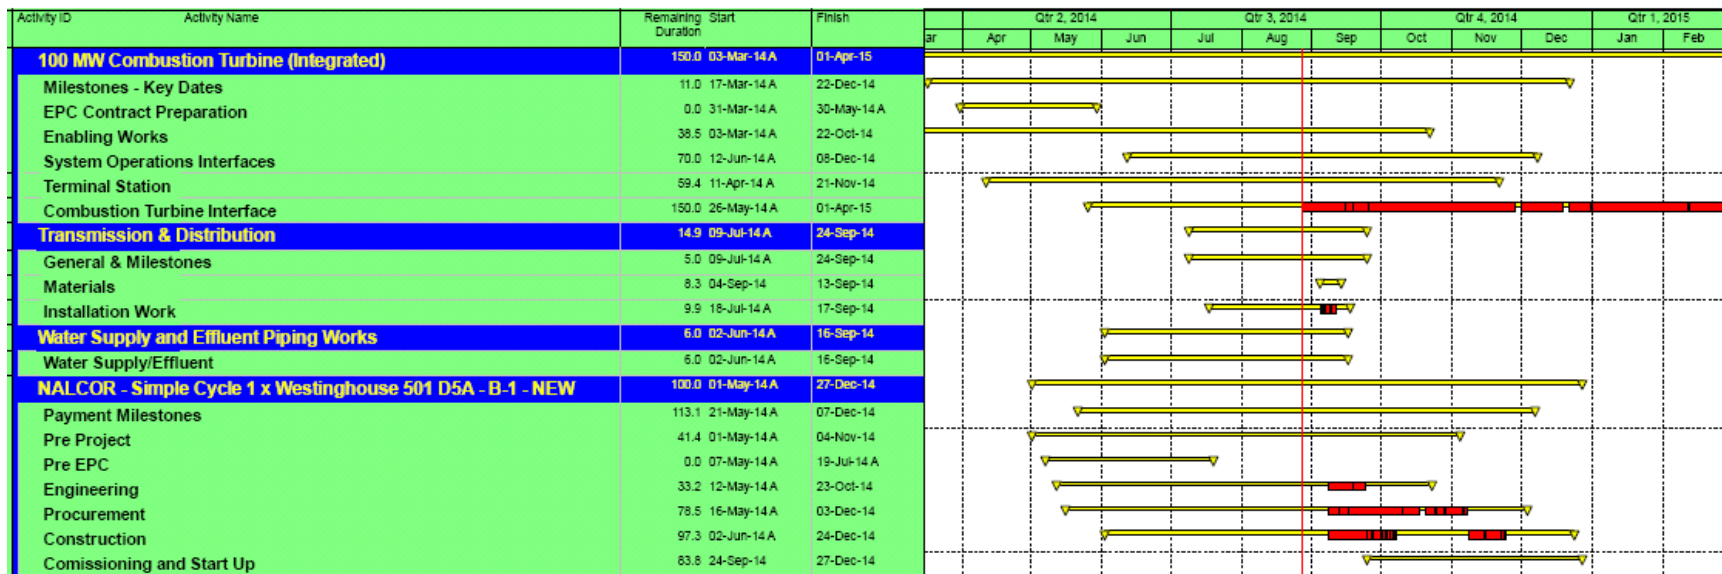 Activity ID Activity Name Remaining Start Finish Qtr 2, 2014 Qtr 3, 2014 Qtr 4, 2014 Qtr 1, 2015
Duration ar Apr May Jun Jul Aug Sep Oct Nov Dec Jan Feb
100 MW Combustion Turbine (Integrated) 150.0 03-Mar-14 A 01-Apr-15
Milestones - Key Dates 11.0 17-Mar-14 A 22-Dec-14
EPC Contract Preparation 0.0 31-Mar-14 A 30-May-14 A
Enabling Works 38.5 03-Mar-14 A 22-Oct-14
System Operations Interfaces 70.0 12-Jun-14 A 08-Dec-14
Terminal Station 59.4 11-Apr-14 A 21-Nov-14
Combustion Turbine Interface 150.0 26-May-14 A 01-Apr-15
Transmission & Distribution 14.9 09-Jul-14 A 24-Sep-14
General & Milestones 5.0 09-Jul-14 A 24-Sep-14
Materials 8.3 04-Sep-14 13-Sep-14
Installation Work 9.9 18-Jul-14 A 17-Sep-14
Water Supply and Effluent Piping Works 6.0 02-Jun-14 A 16-Sep-14
Water Supply/Effluent 6.0 02-Jun-14 A 16-Sep-14
NALCOR - Simple Cycle 1 x Westinghouse 501 D5A - B-1 - NEW 100.0 01-May-14 A 27-Dec-14
Payment Milestones 113.1 21-May-14 A 07-Dec-14
Pre Project 41.4 01-May-14 A 04-Nov-14
Pre EPC 0.0 07-May-14 A 19-Jul-14 A
Engineering 33.2 12-May-14 A 23-Oct-14
Procurement 78.5 16-May-14 A 03-Dec-14
Construction 97.3 02-Jun-14 A 24-Dec-14
Comissioning and Start Up 83.8 24-Sep-14 27-Dec-14